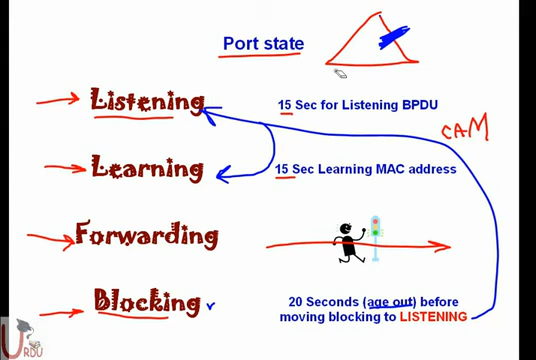 Port state
Listening
15 Sec for Listening BPDU
CAM
Learning
15 Sec Learning MAC address
Forwarding
Blocking
20 Seconds (age out) before
moving blocking to LISTENING
URDU